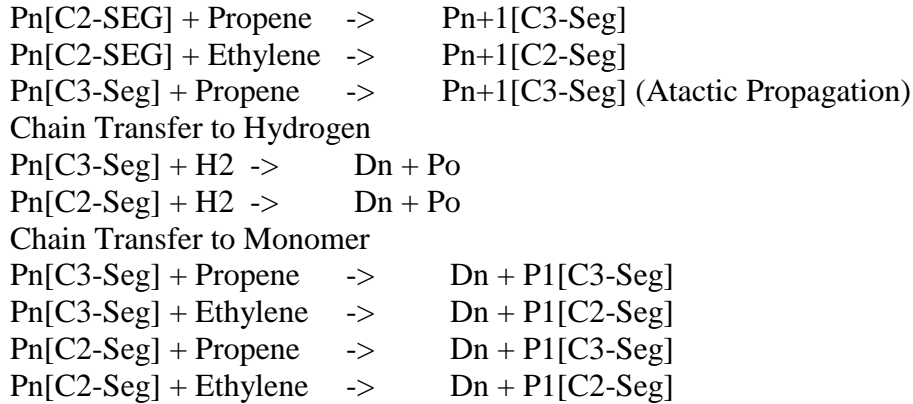 Pn[C2-SEG] + Propene -> Pn+1[C3-Seg]
Pn[C2-SEG] + Ethylene -> Pn+1[C2-Seg]
Pn[C3-Seg] + Propene -> Pn+1[C3-Seg] (Atactic Propagation)
Chain Transfer to Hydrogen
Pn[C3-Seg] + H2 -> Dn + Po
Pn[C2-Seg] + H2 -> Dn + Po
Chain Transfer to Monomer
Pn[C3-Seg] + Propene -> Dn + P1[C3-Seg]
Pn[C3-Seg] + Ethylene -> Dn + P1[C2-Seg]
Pn[C2-Seg] + Propene -> Dn + P1[C3-Seg]
Pn[C2-Seg] + Ethylene -> Dn + P1[C2-Seg]